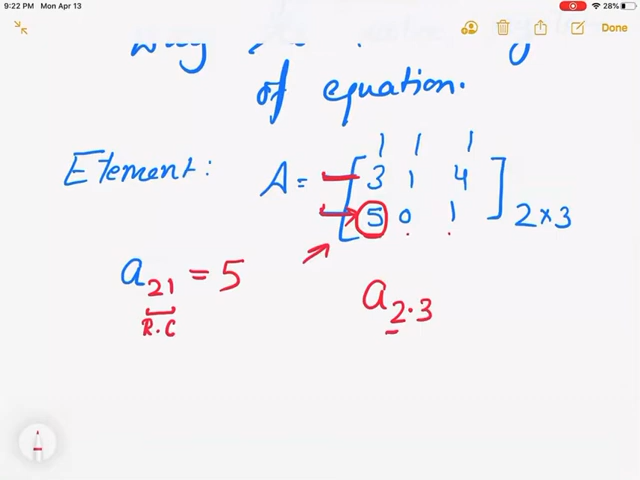 9:22 PM Mon Apr 13
28%
Done
of equation.
1 1 1
Element: A = [3 1 4
5 0 1] 2×3
a21 = 5
R.C
a2.3